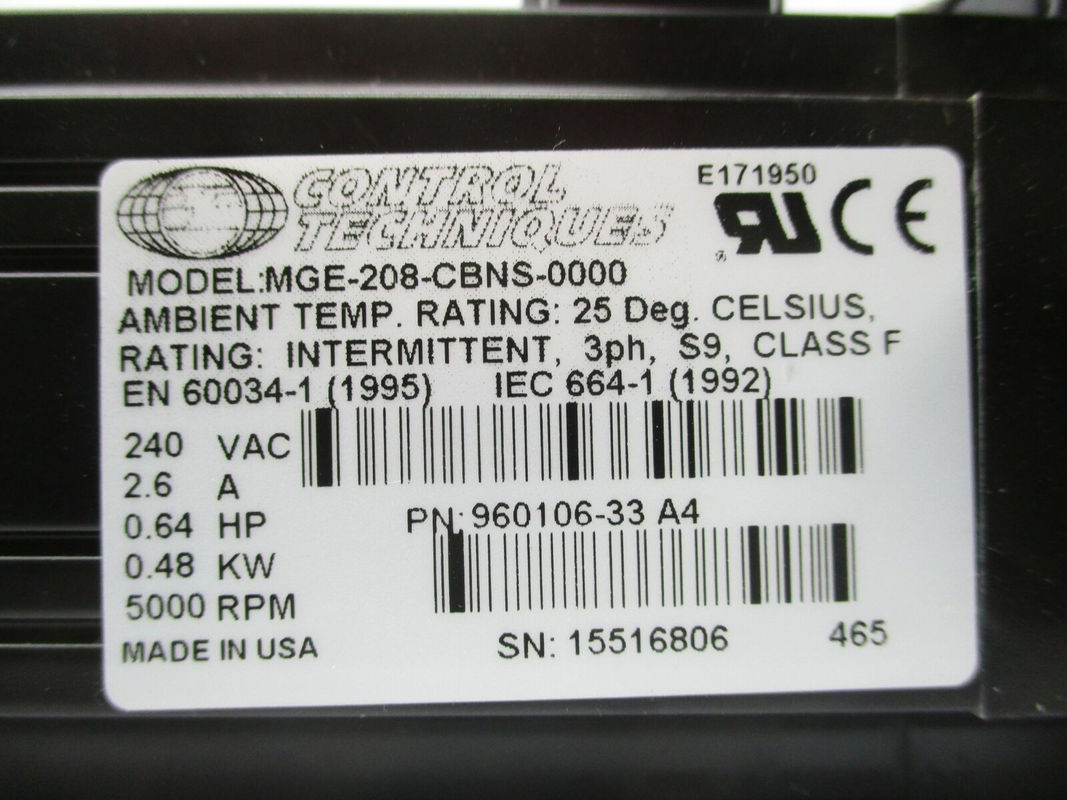 CONTROL
TECHNIQUES
E171950
MODEL:MGE-208-CBNS-0000
AMBIENT TEMP. RATING: 25 Deg. CELSIUS,
RATING: INTERMITTENT, 3ph, S9, CLASS F
EN 60034-1 (1995) IEC 664-1 (1992)
240 VAC
2.6 A
0.64 HP
0.48 KW
5000 RPM
MADE IN USA
PN: 960106-33 A4
SN: 15516806 465